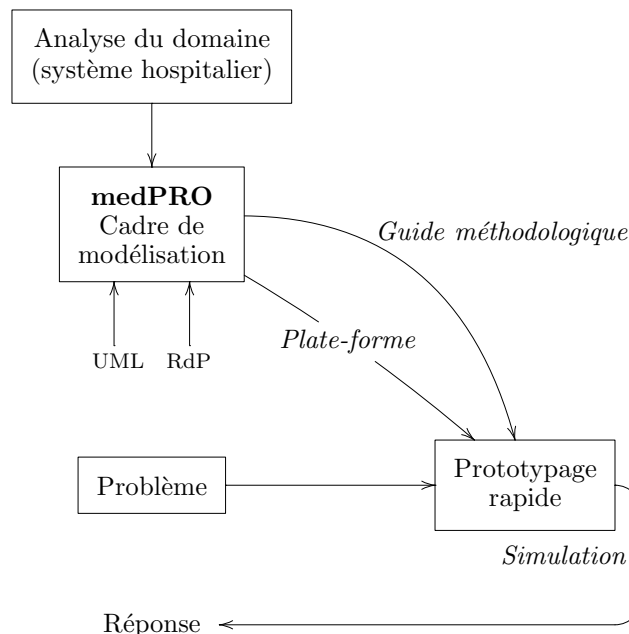 Analyse du domaine
(système hospitalier)
medPRO
Cadre de
modélisation
Guide méthodologique
Plate-forme
UML RdP
Problème
Prototypage
rapide
Simulation
Réponse